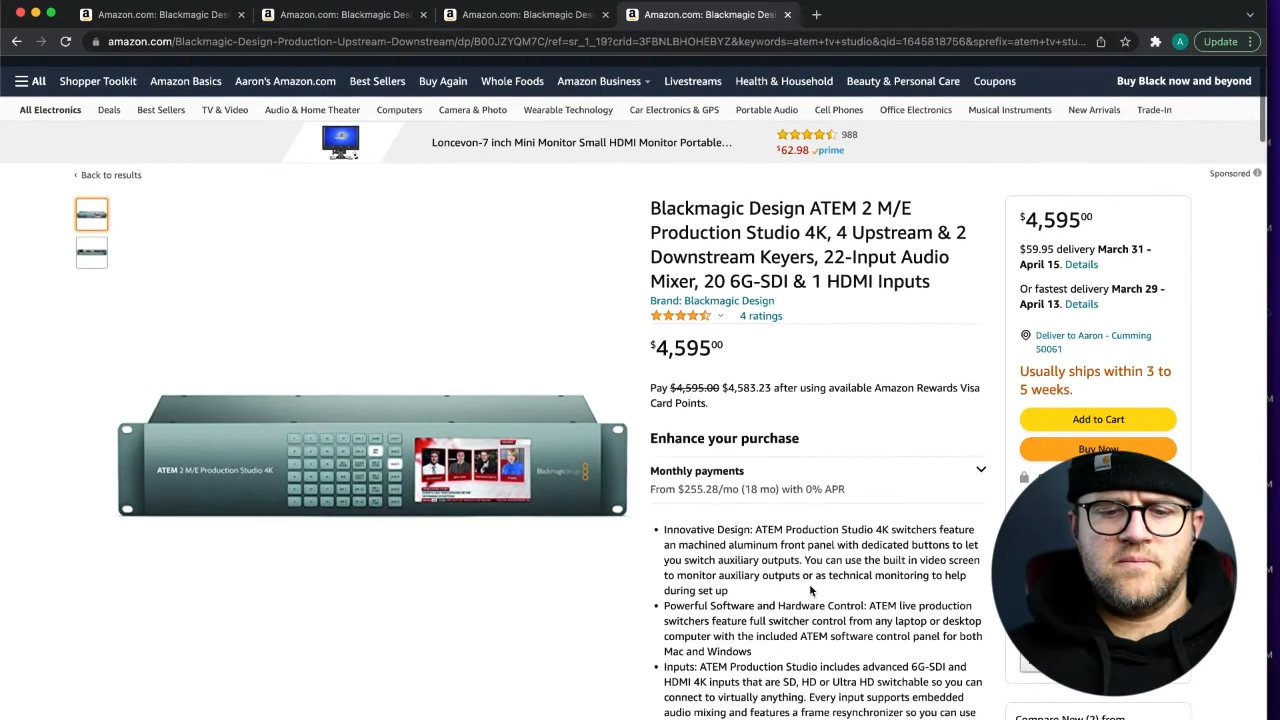 Amazon.com: Blackmagic Desi
Amazon.com: Blackmagic Desi
Amazon.com: Blackmagic Desi
Amazon.com: Blackmagic Desi
amazon.com/Blackmagic-Design-Production-Upstream-Downstream/dp/B00JZYQM7C/ref=sr_1_19?crid=3FBNLBHOHEBYZ&keywords=atem+tv+studio&qid=1645818756&sprefix=atem+tv+stu...
A
Update
All Shopper Toolkit Amazon Basics Aaron's Amazon.com Best Sellers Buy Again Whole Foods Amazon Business Livestreams Health & Household Beauty & Personal Care Coupons Buy Black now and beyond
All Electronics Deals Best Sellers TV & Video Audio & Home Theater Computers Camera & Photo Wearable Technology Car Electronics & GPS Portable Audio Cell Phones Office Electronics Musical Instruments New Arrivals Trade-In
Loncevon-7 inch Mini Monitor Small HDMI Monitor Portable...
988
$62.98 prime
Sponsored
‹ Back to results
Blackmagic Design ATEM 2 M/E
Production Studio 4K, 4 Upstream & 2
Downstream Keyers, 22-Input Audio
Mixer, 20 6G-SDI & 1 HDMI Inputs
Brand: Blackmagic Design
4 ratings
$4,59500
Pay $4,595.00 $4,583.23 after using available Amazon Rewards Visa
Card Points.
Enhance your purchase
Monthly payments
From $255.28/mo (18 mo) with 0% APR
• Innovative Design: ATEM Production Studio 4K switchers feature
an machined aluminum front panel with dedicated buttons to let
you switch auxiliary outputs. You can use the built in video screen
to monitor auxiliary outputs or as technical monitoring to help
during set up
• Powerful Software and Hardware Control: ATEM live production
switchers feature full switcher control from any laptop or desktop
computer with the included ATEM software control panel for both
Mac and Windows
• Inputs: ATEM Production Studio includes advanced 6G-SDI and
HDMI 4K inputs that are SD, HD or Ultra HD switchable so you can
connect to virtually anything. Every input supports embedded
audio mixing and features a frame resynchronizer so you can use
ATEM 2 M/E Production Studio 4K
Blackmagicdesign
$4,59500
$59.95 delivery March 31 -
April 15. Details
Or fastest delivery March 29 -
April 13. Details
Deliver to Aaron - Cumming
50061
Usually ships within 3 to
5 weeks.
Add to Cart
Buy Now
Compare New (2) from